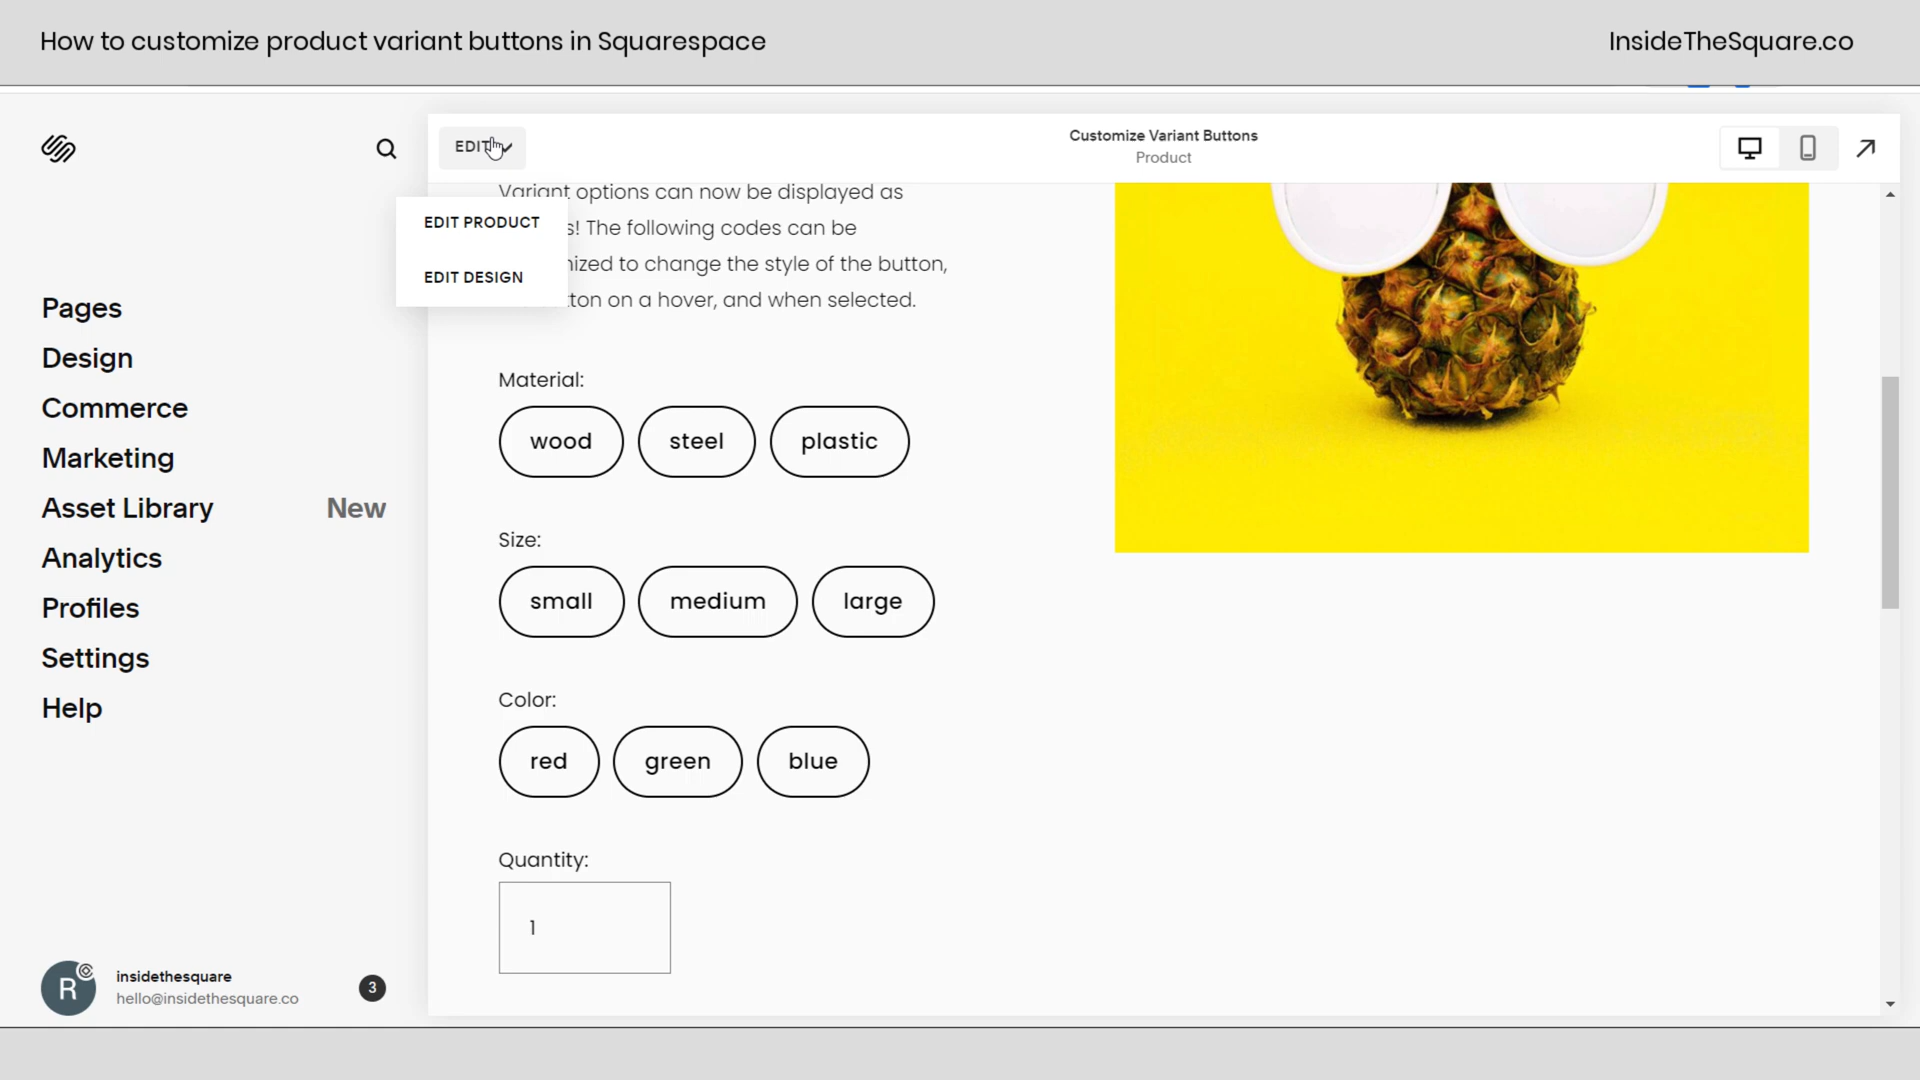 How to customize product variant buttons in Squarespace
InsideTheSquare.co
EDIT
Customize Variant Buttons
Product
EDIT PRODUCT
EDIT DESIGN
Variant options can now be displayed as
s! The following codes can be
ized to change the style of the button,
ton on a hover, and when selected.
Pages
Design
Commerce
Marketing
Asset Library New
Analytics
Profiles
Settings
Help
Material:
wood steel plastic
Size:
small medium large
Color:
red green blue
Quantity:
1
R
insidethesquare
hello@insidethesquare.co
3